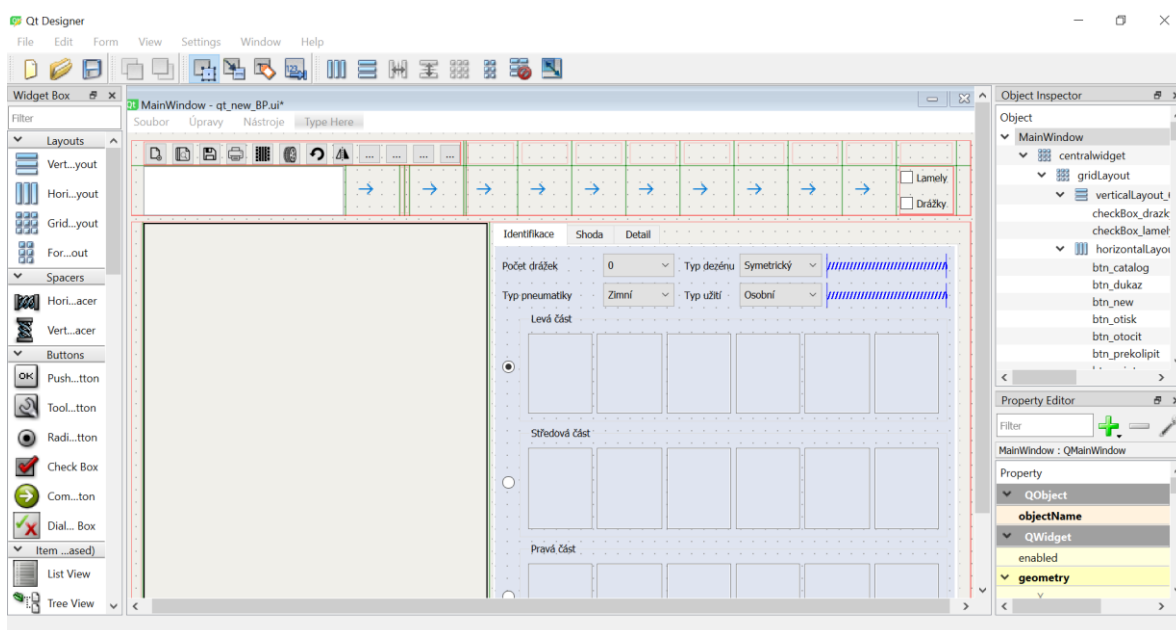 Qt Designer
File Edit Form View Settings Window Help
Widget Box
Filter
Layouts
Vert...yout
Hori...yout
Grid...yout
For...out
Spacers
Hori...acer
Vert...acer
Buttons
OK Push...tton
Tool...tton
Radi...tton
Check Box
Com...ton
Dial... Box
Item ...ased)
List View
Tree View
Qt MainWindow - qt_new_BP.ui*
Soubor Úpravy Nástroje Type Here
... ... ... ...
Lamely
Drážky
Identifikace Shoda Detail
Počet drážek 0 Typ dezénu Symetrický
Typ pneumatiky Zimní Typ užití Osobní
Levá část
Středová část
Pravá část
Object Inspector
Object
MainWindow
centralwidget
gridLayout
checkBox_drazk
checkBox_lamel
horizontalLayou
btn_catalog
btn_dukaz
btn_new
btn_otisk
btn_otocit
btn_prekolipit
Property Editor
Filter
MainWindow : QMainWindow
Property
QObject
objectName
QWidget
enabled
geometry